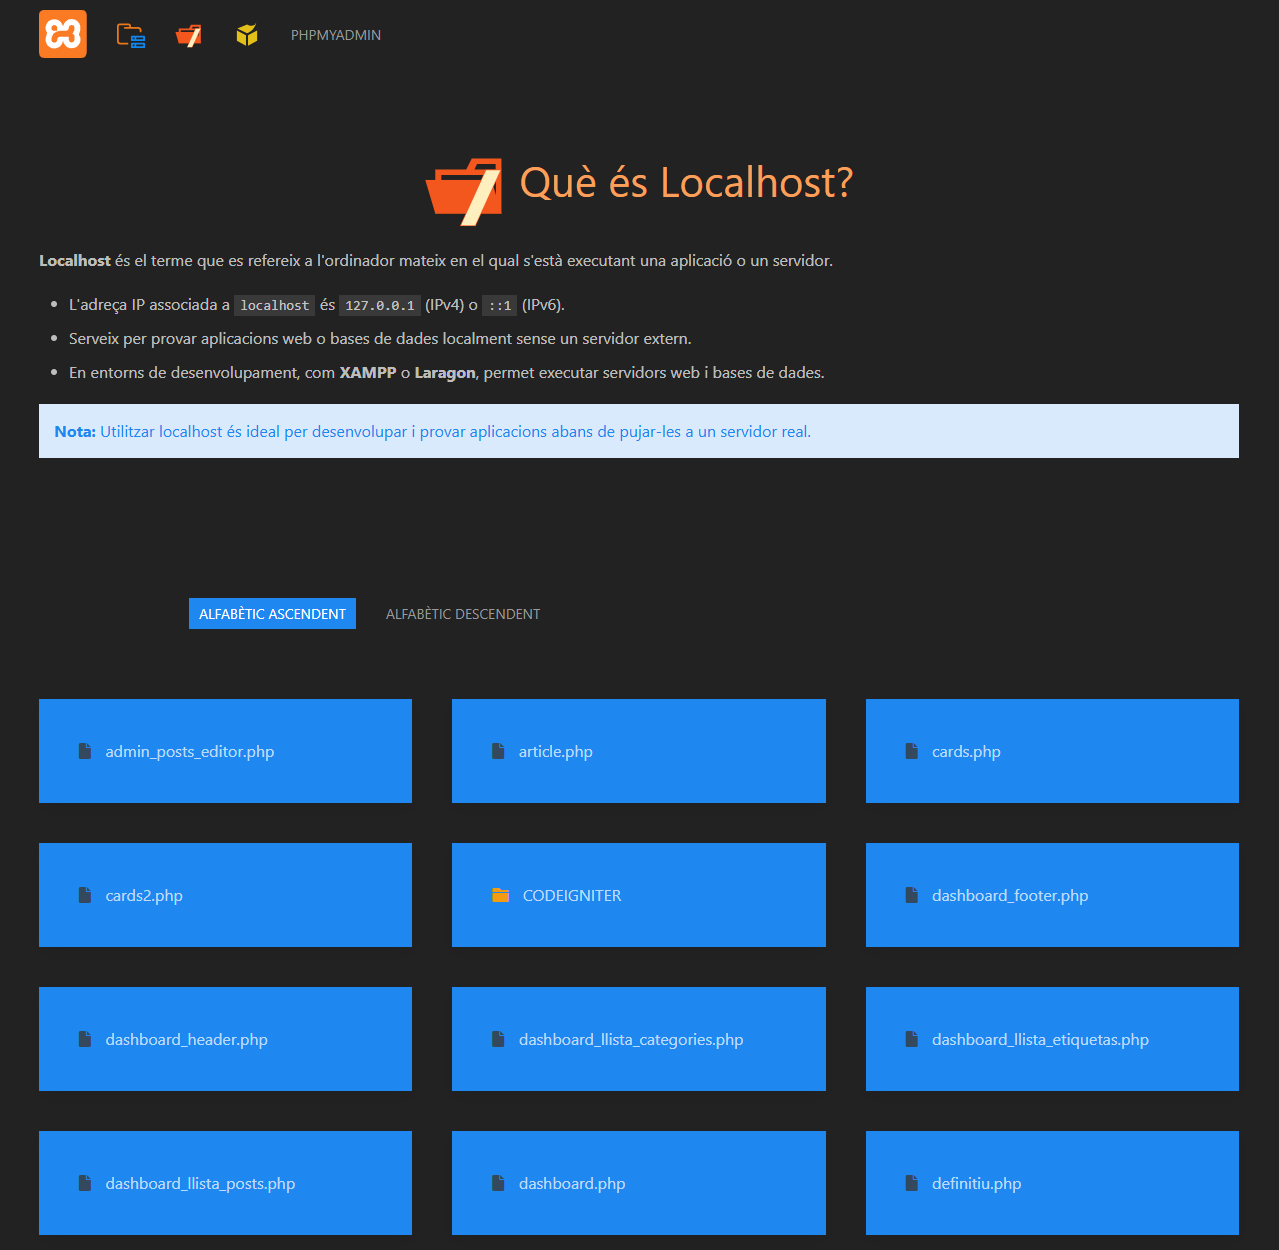 PHPMYADMIN
Què és Localhost?
Localhost és el terme que es refereix a l'ordinador mateix en el qual s'està executant una aplicació o un servidor.
L'adreça IP associada a localhost és 127.0.0.1 (IPv4) o ::1 (IPv6).
Serveix per provar aplicacions web o bases de dades localment sense un servidor extern.
En entorns de desenvolupament, com XAMPP o Laragon, permet executar servidors web i bases de dades.
Nota: Utilitzar localhost és ideal per desenvolupar i provar aplicacions abans de pujar-les a un servidor real.
ALFABÈTIC ASCENDENT ALFABÈTIC DESCENDENT
admin_posts_editor.php article.php cards.php
cards2.php CODEIGNITER dashboard_footer.php
dashboard_header.php dashboard_llista_categories.php dashboard_llista_etiquetas.php
dashboard_llista_posts.php dashboard.php definitiu.php